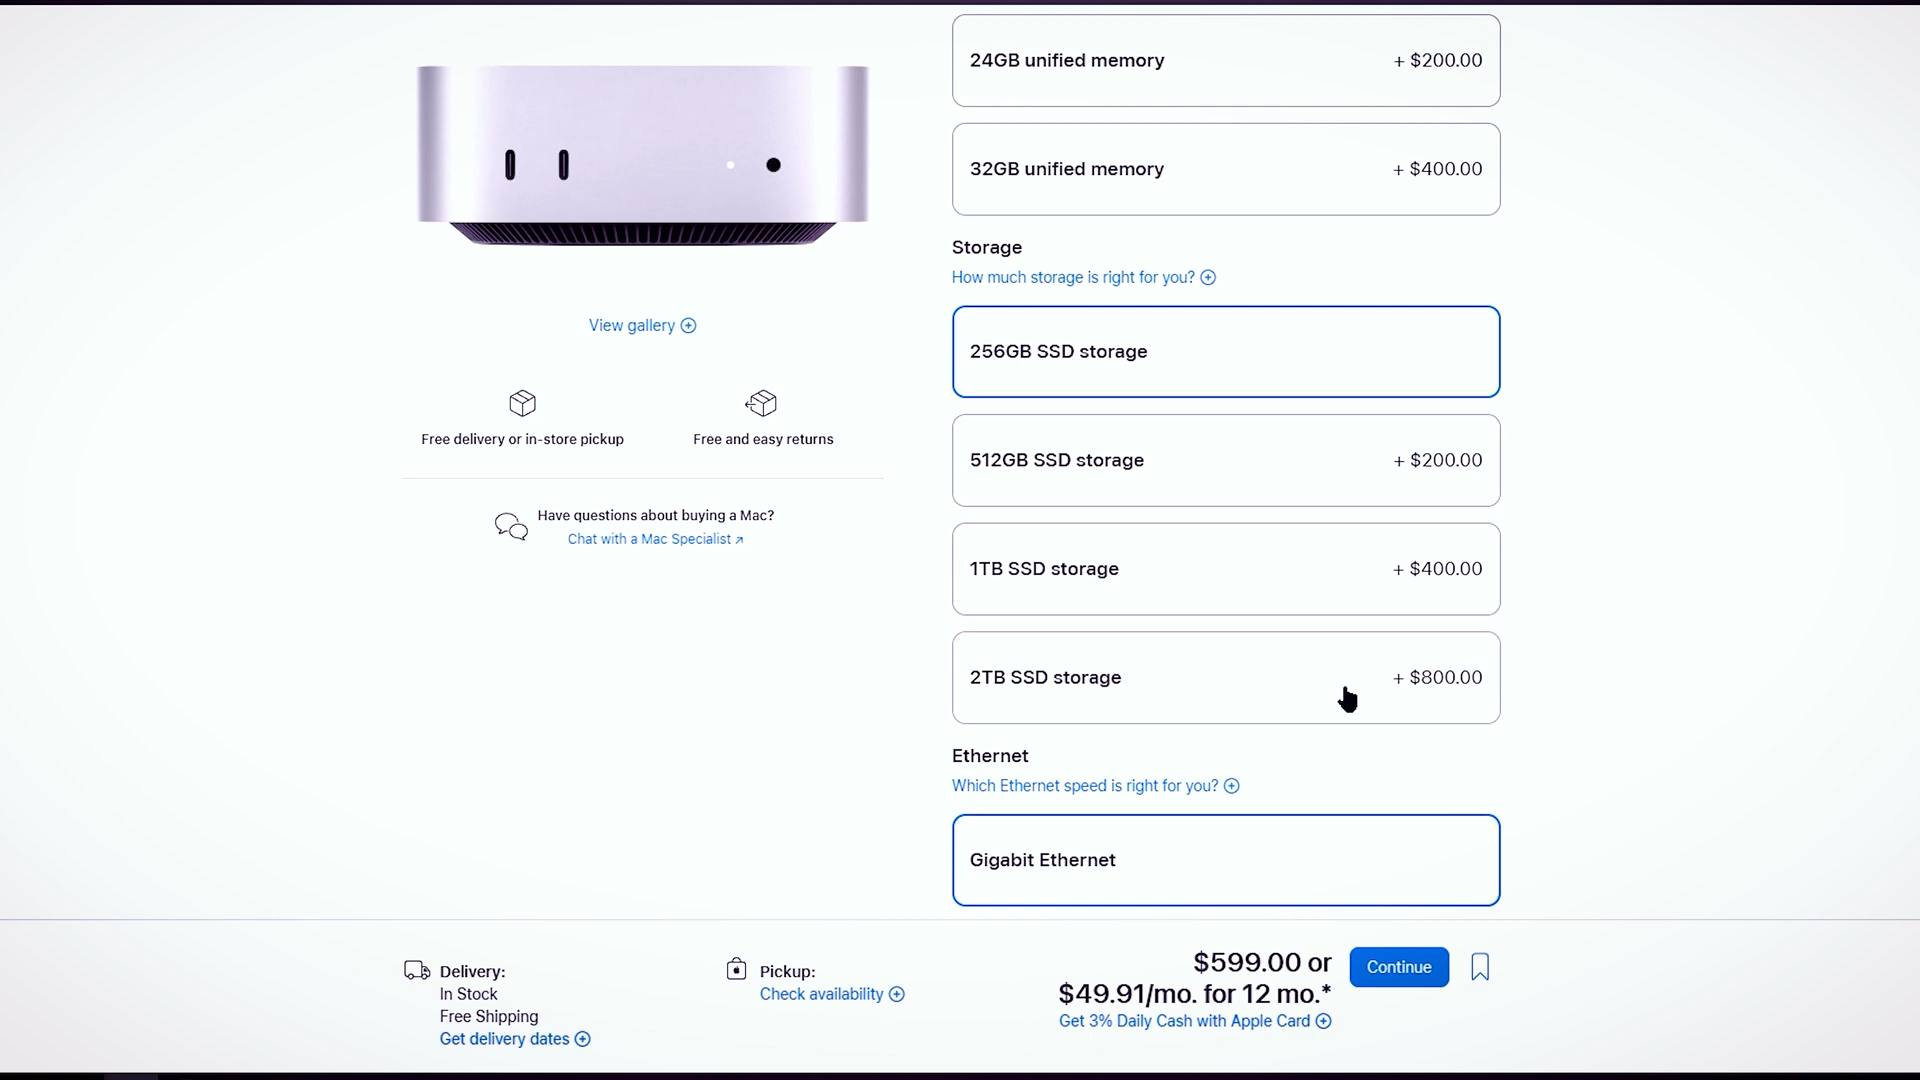 24GB unified memory + $200.00
32GB unified memory + $400.00
Storage
How much storage is right for you?
256GB SSD storage
512GB SSD storage + $200.00
1TB SSD storage + $400.00
2TB SSD storage + $800.00
Ethernet
Which Ethernet speed is right for you?
Gigabit Ethernet
View gallery
Free delivery or in-store pickup
Free and easy returns
Have questions about buying a Mac?
Chat with a Mac Specialist ↗
Delivery:
In Stock
Free Shipping
Get delivery dates
Pickup:
Check availability
$599.00 or
$49.91/mo. for 12 mo.*
Get 3% Daily Cash with Apple Card
Continue